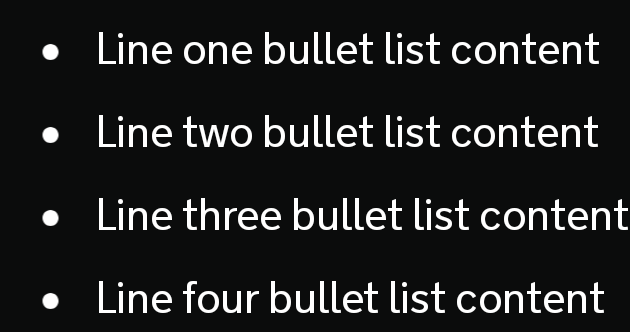 • Line one bullet list content
• Line two bullet list content
• Line three bullet list content
• Line four bullet list content